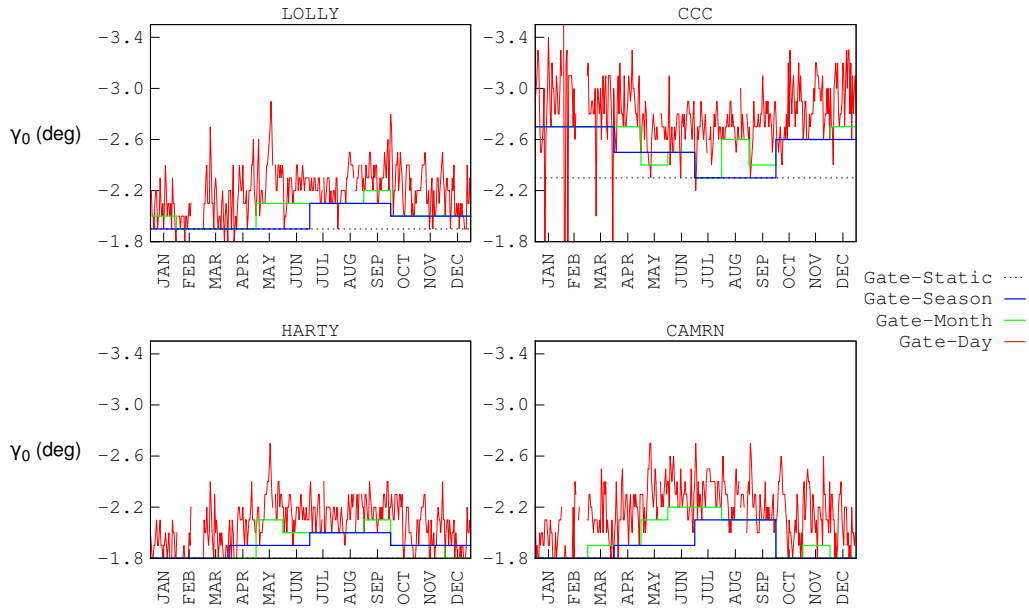 LOLLY
CCC
γ0 (deg)
-3.4
-3.0
-2.6
-2.2
-1.8
JAN
FEB
MAR
APR
MAY
JUN
JUL
AUG
SEP
OCT
NOV
DEC
-3.4
-3.0
-2.6
-2.2
-1.8
JAN
FEB
MAR
APR
MAY
JUN
JUL
AUG
SEP
OCT
NOV
DEC
Gate-Static
Gate-Season
Gate-Month
Gate-Day
HARTY
CAMRN
γ0 (deg)
-3.4
-3.0
-2.6
-2.2
-1.8
JAN
FEB
MAR
APR
MAY
JUN
JUL
AUG
SEP
OCT
NOV
DEC
-3.4
-3.0
-2.6
-2.2
-1.8
JAN
FEB
MAR
APR
MAY
JUN
JUL
AUG
SEP
OCT
NOV
DEC